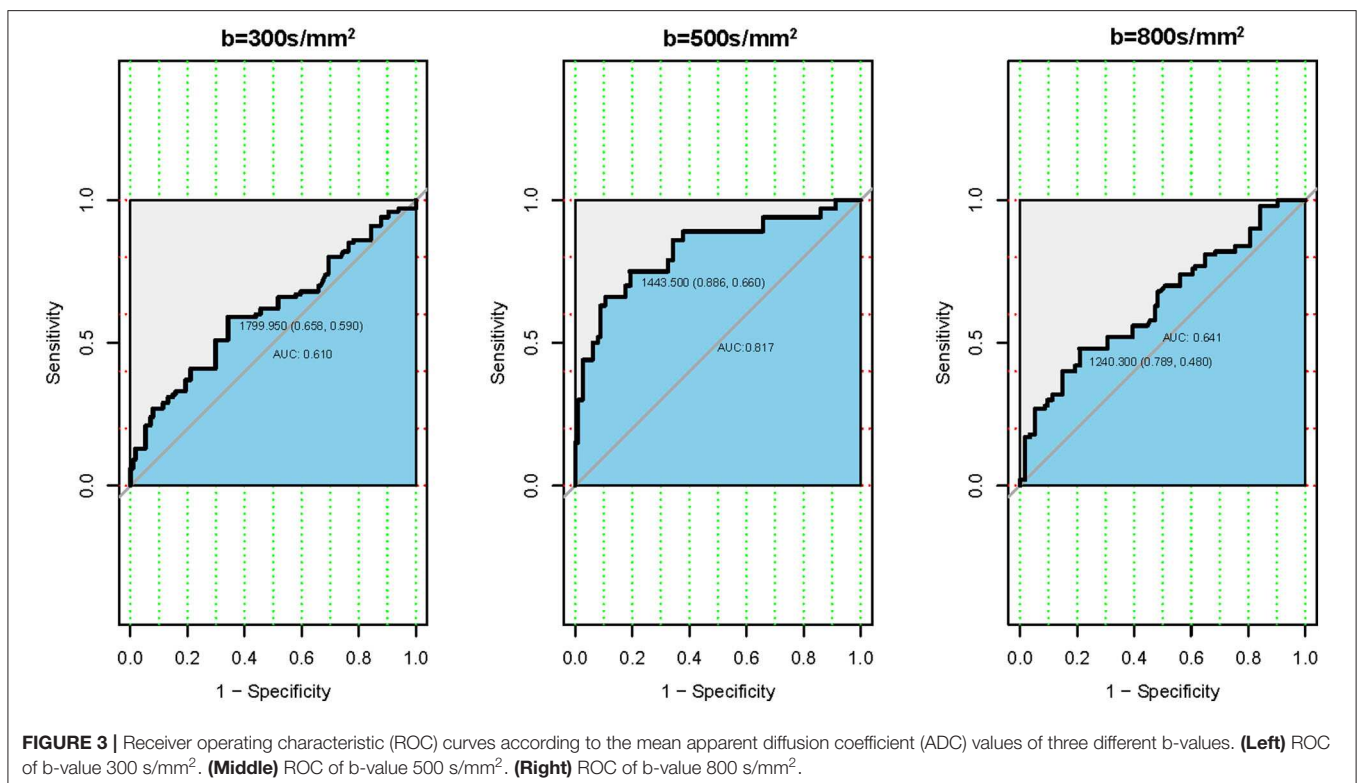 b=300s/mm²
b=500s/mm²
b=800s/mm²
Sensitivity
1.0
0.5
0.0
1799.950 (0.658, 0.590)
AUC: 0.610
0.0 0.2 0.4 0.6 0.8 1.0
1 − Specificity
Sensitivity
1.0
0.5
0.0
1443.500 (0.886, 0.660)
AUC:0.817
0.0 0.2 0.4 0.6 0.8 1.0
1 − Specificity
Sensitivity
1.0
0.5
0.0
AUC: 0.641
1240.300 (0.789, 0.480)
0.0 0.2 0.4 0.6 0.8 1.0
1 − Specificity
FIGURE 3 | Receiver operating characteristic (ROC) curves according to the mean apparent diffusion coefficient (ADC) values of three different b-values. (Left) ROC
of b-value 300 s/mm². (Middle) ROC of b-value 500 s/mm². (Right) ROC of b-value 800 s/mm².